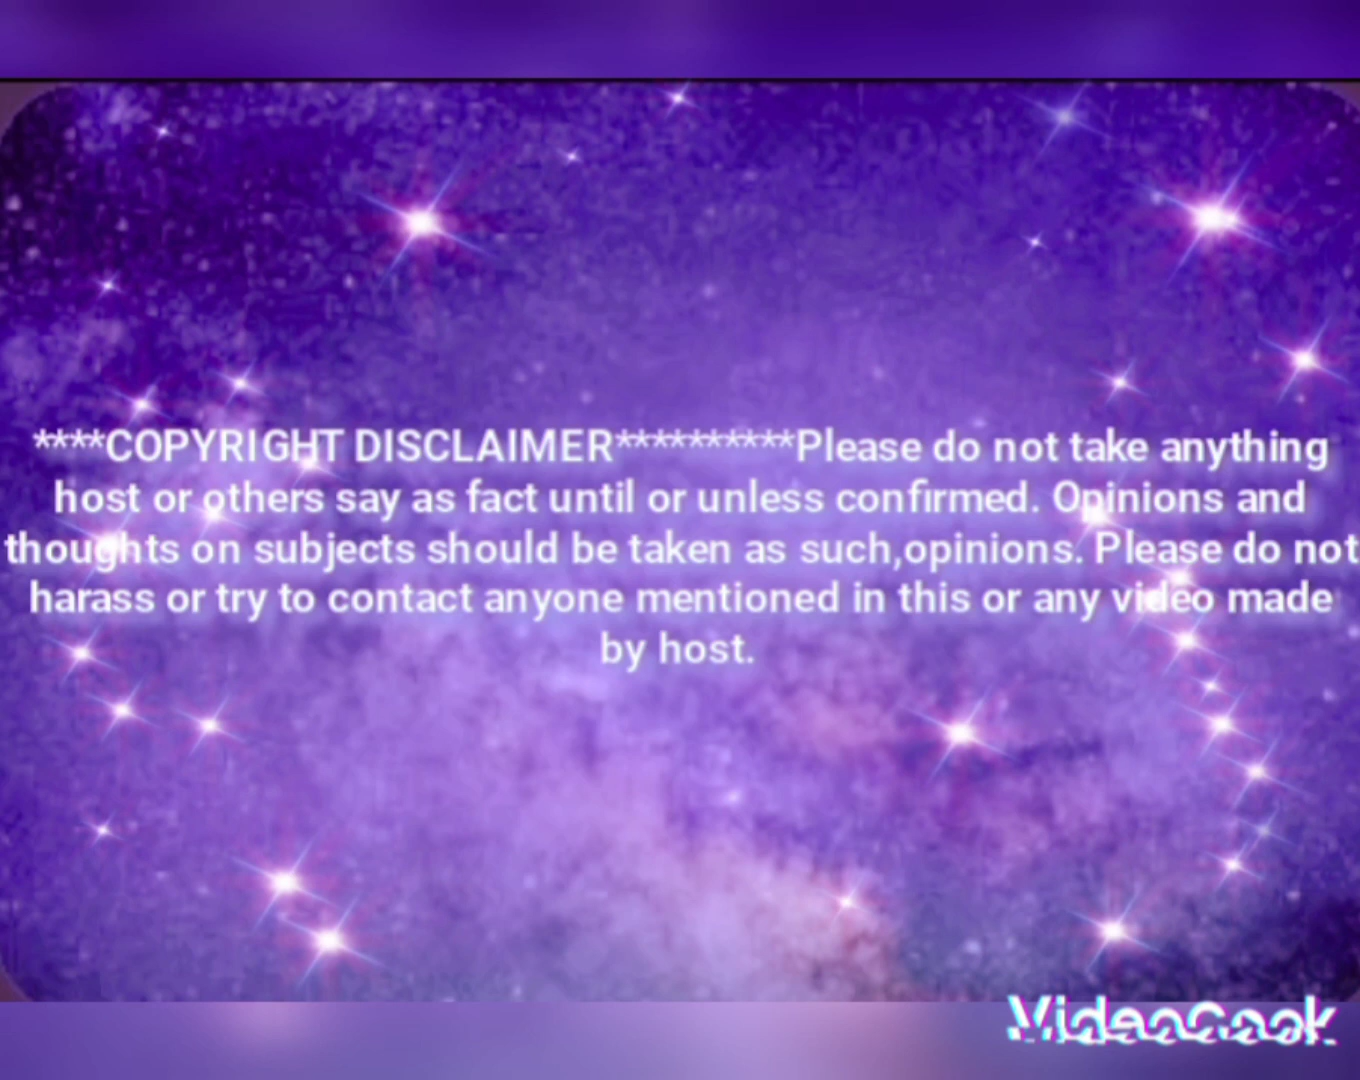 ****COPYRIGHT DISCLAIMER**********Please do not take anything
host or others say as fact until or unless confirmed. Opinions and
thoughts on subjects should be taken as such,opinions. Please do not
harass or try to contact anyone mentioned in this or any video made
by host.
VideoCook